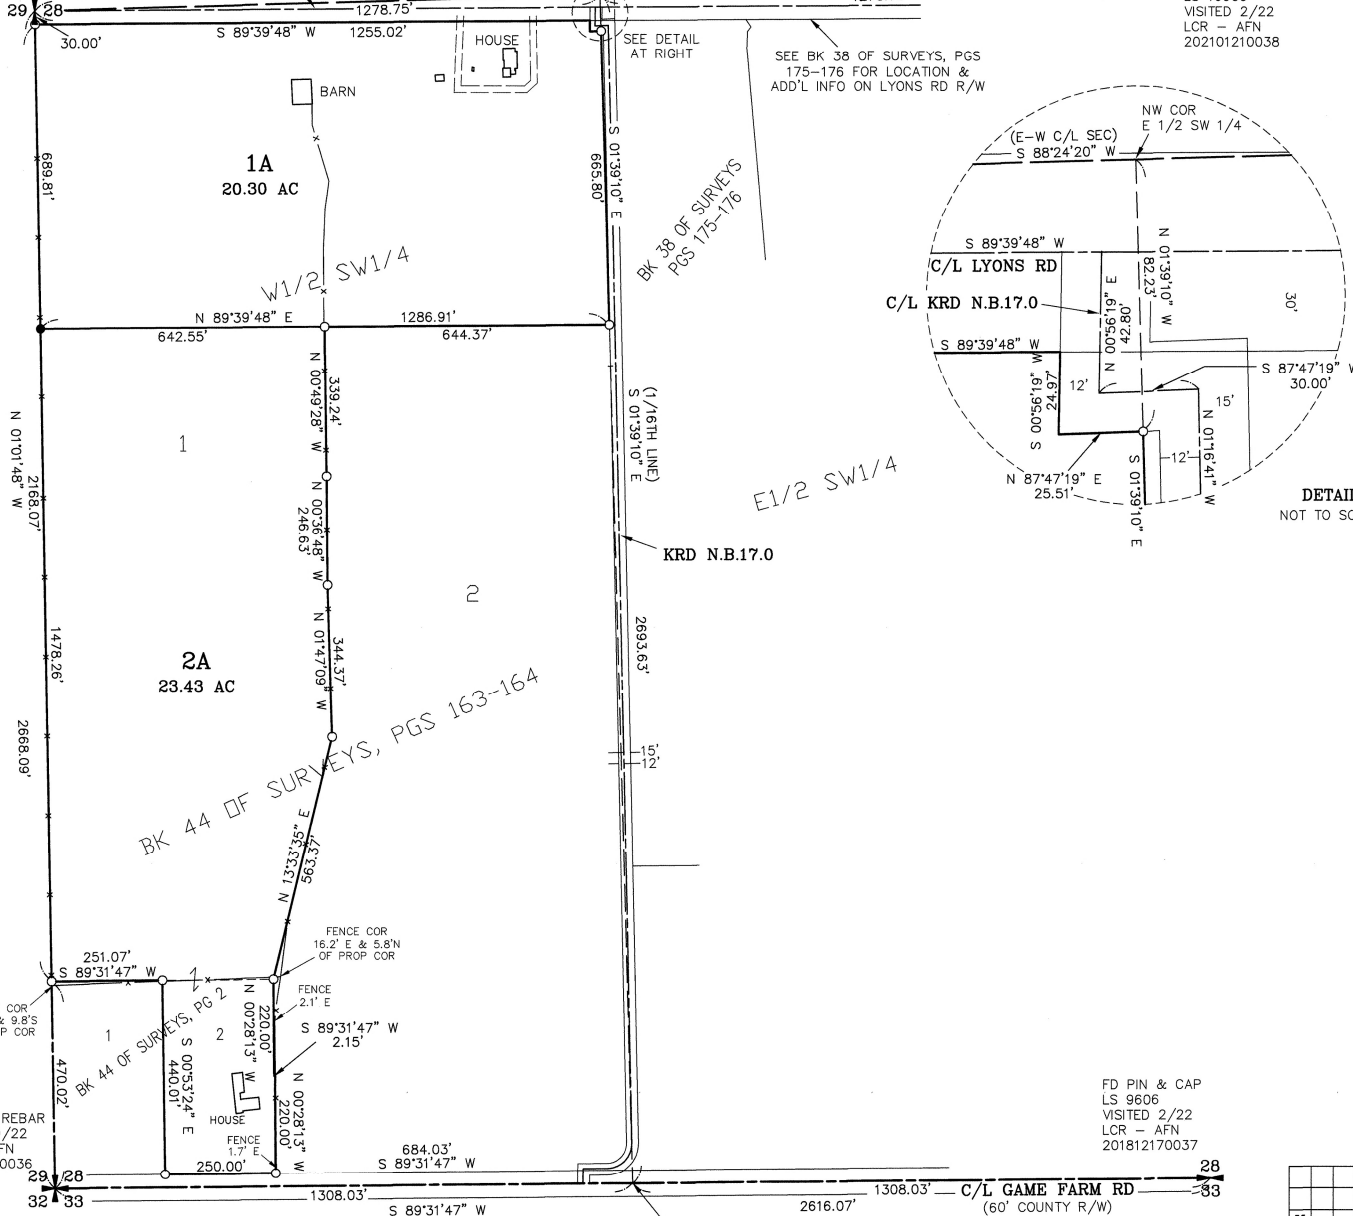 29
28
1278.75'
S 89°39'48" W
1255.02'
30.00'
HOUSE
BARN
SEE DETAIL
AT RIGHT
SEE BK 38 OF SURVEYS, PGS
175-176 FOR LOCATION &
ADD'L INFO ON LYONS RD R/W
VISITED 2/22
LCR - AFN
202101210038
1A
20.30 AC
689.81'
665.80'
S 01°39'10" E
BK 38 OF SURVEYS
PGS 175-176
W1/2 SW1/4
N 89°39'48" E
1286.91'
642.55'
644.37'
NW COR
E 1/2 SW 1/4
(E-W C/L SEC)
S 88°24'20" W
S 89°39'48" W
C/L LYONS RD
C/L KRD N.B.17.0
N 00°56'19" E
42.80'
N 01°39'10" W
82.23'
30'
S 89°39'48" W
S 00°56'19" W
24.97'
12'
S 87°47'19" W
30.00'
15'
12'
N 01°16'41" W
N 87°47'19" E
25.51'
S 01°39'10" E
DETAIL
NOT TO SC
N 00°49'28" W
339.24'
(1/16TH LINE)
S 01°39'10" E
N 01°01'48" W
2168.07'
1
N 00°36'48" W
246.63'
E1/2 SW1/4
KRD N.B.17.0
2
N 01°47'09" W
344.37'
1478.26'
2693.63'
2A
23.43 AC
2668.09'
BK 44 OF SURVEYS, PGS 163-164
15'
12'
N 13°33'35" E
563.37'
FENCE COR
16.2' E & 5.8'N
OF PROP COR
251.07'
S 89°31'47" W
COR
& 9.8'S
P COR
FENCE
2.1' E
N 00°28'13" W
220.00'
S 89°31'47" W
2.15'
BK 44 OF SURVEYS, PG 2
1
2
S 00°53'24" E
440.01'
470.02'
HOUSE
N 00°28'13" W
220.00'
FENCE
1.7' E
REBAR
/22
FN
0036
250.00'
684.03'
S 89°31'47" W
FD PIN & CAP
LS 9606
VISITED 2/22
LCR - AFN
201812170037
29
28
32
33
1308.03'
S 89°31'47" W
1308.03'
C/L GAME FARM RD
(60' COUNTY R/W)
2616.07'
28
33